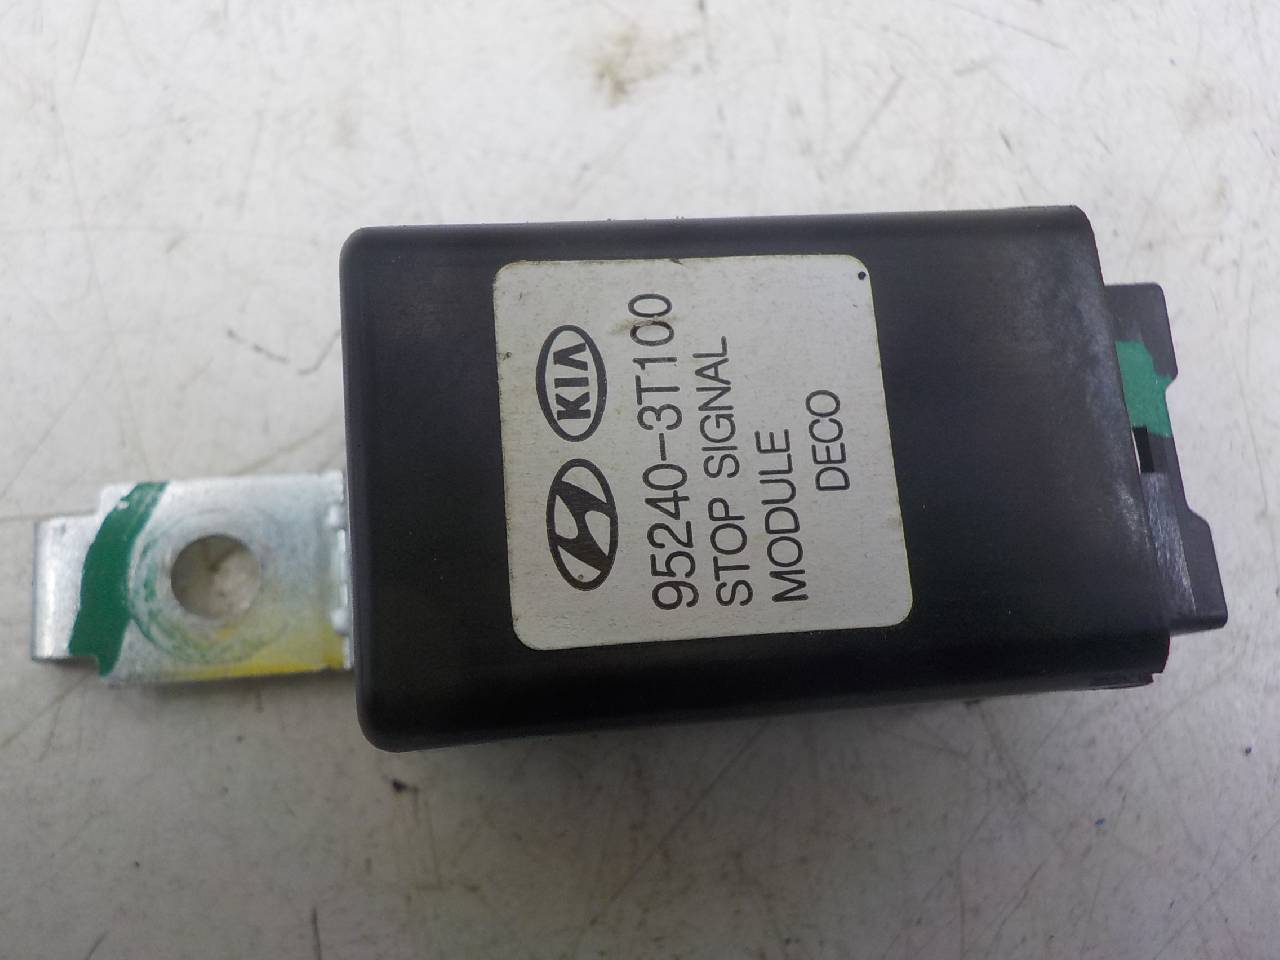 KIA
95240-3T100
STOP SIGNAL
MODULE
DECO